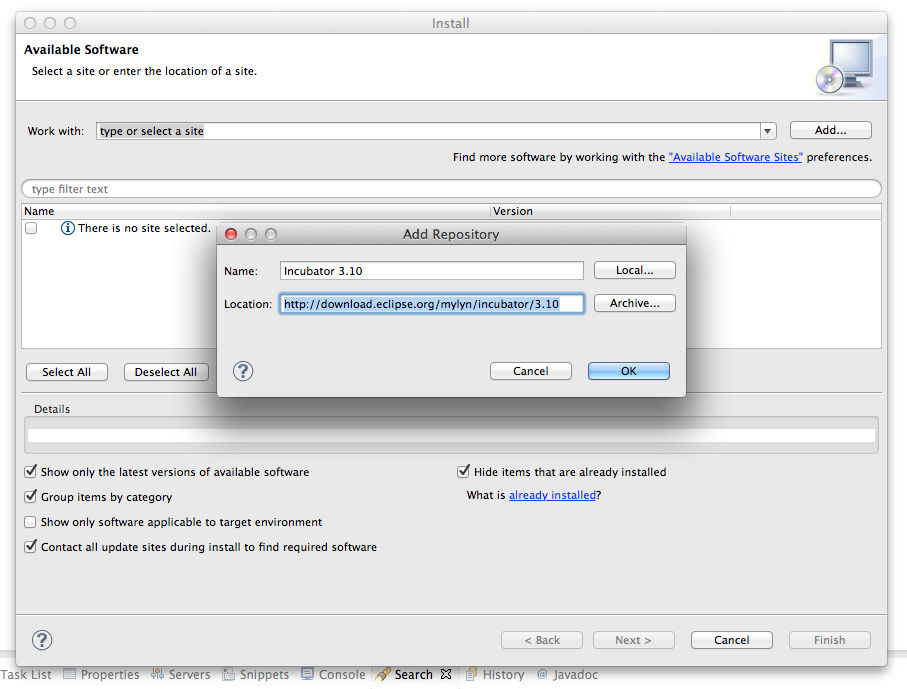 Install
Available Software
Select a site or enter the location of a site.
Work with: type or select a site Add...
Find more software by working with the "Available Software Sites" preferences.
type filter text
Name Version
There is no site selected.
Add Repository
Name: Incubator 3.10 Local...
Location: http://download.eclipse.org/mylyn/incubator/3.10 Archive...
? Cancel OK
Select All Deselect All
Details
Show only the latest versions of available software Hide items that are already installed
Group items by category What is already installed?
Show only software applicable to target environment
Contact all update sites during install to find required software
? < Back Next > Cancel Finish
Task List Properties Servers Snippets Console Search History @ Javadoc